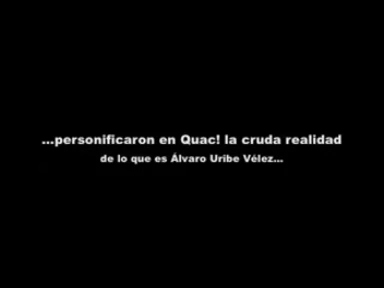 ...personificaron en Quac! la cruda realidad
de lo que es Álvaro Uribe Vélez...